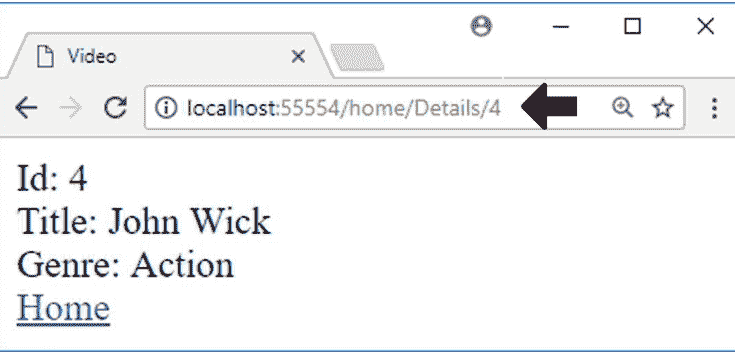 Video
localhost:55554/home/Details/4
Id: 4
Title: John Wick
Genre: Action
Home